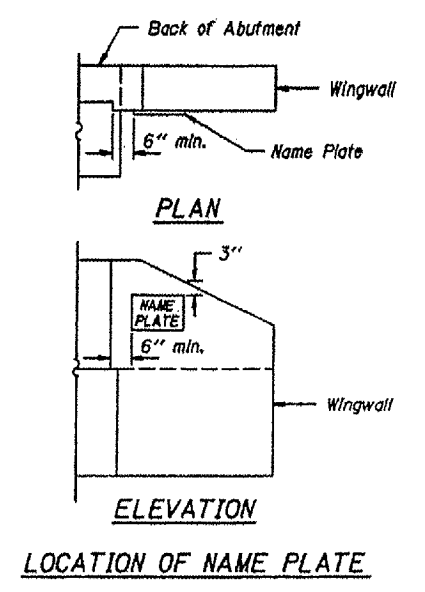 Back of Abutment
Wingwall
6" min.
Name Plate
PLAN
3"
NAME
PLATE
6" min.
Wingwall
ELEVATION
LOCATION OF NAME PLATE